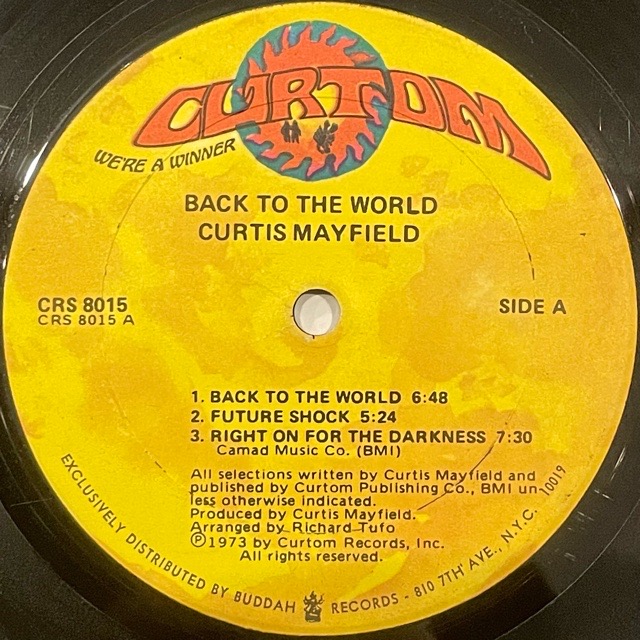 CURTOM
WE'RE A WINNER
BACK TO THE WORLD
CURTIS MAYFIELD
CRS 8015
CRS 8015 A
SIDE A
1. BACK TO THE WORLD 6:48
2. FUTURE SHOCK 5:24
3. RIGHT ON FOR THE DARKNESS 7:30
Camad Music Co. (BMI)
All selections written by Curtis Mayfield and
published by Curtom Publishing Co., BMI un
less otherwise indicated.
Produced by Curtis Mayfield.
Arranged by Richard Tufo
Ⓟ1973 by Curtom Records, Inc.
All rights reserved.
EXCLUSIVELY DISTRIBUTED BY BUDDAH RECORDS - 810 7TH AVE., N.Y.C. 10019